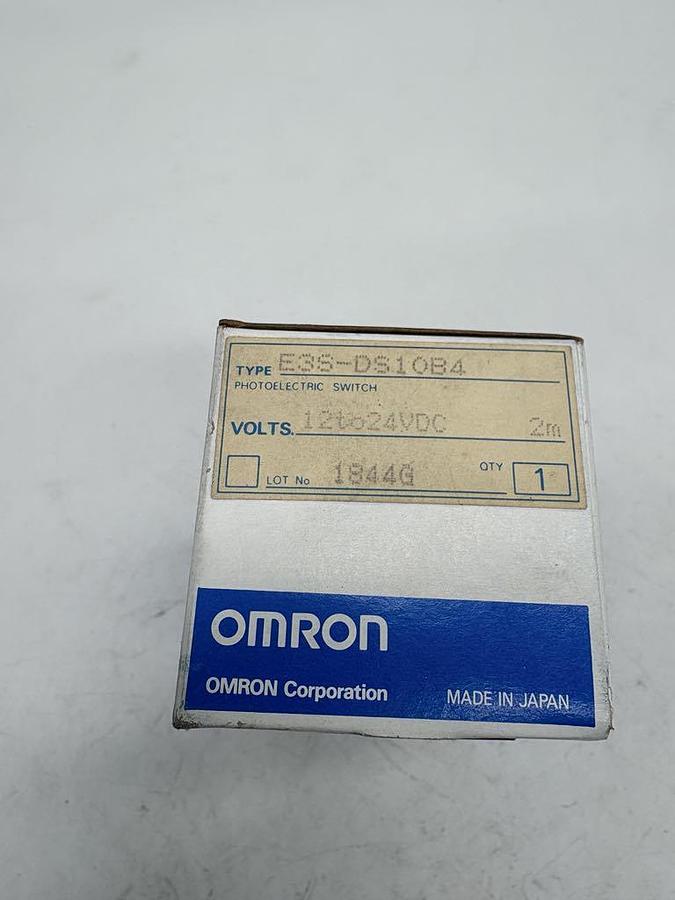 TYPE E3S-DS10B4
PHOTOELECTRIC SWITCH
VOLTS. 12to24VDC 2m
LOT No 1844G QTY 1
OMRON
OMRON Corporation MADE IN JAPAN